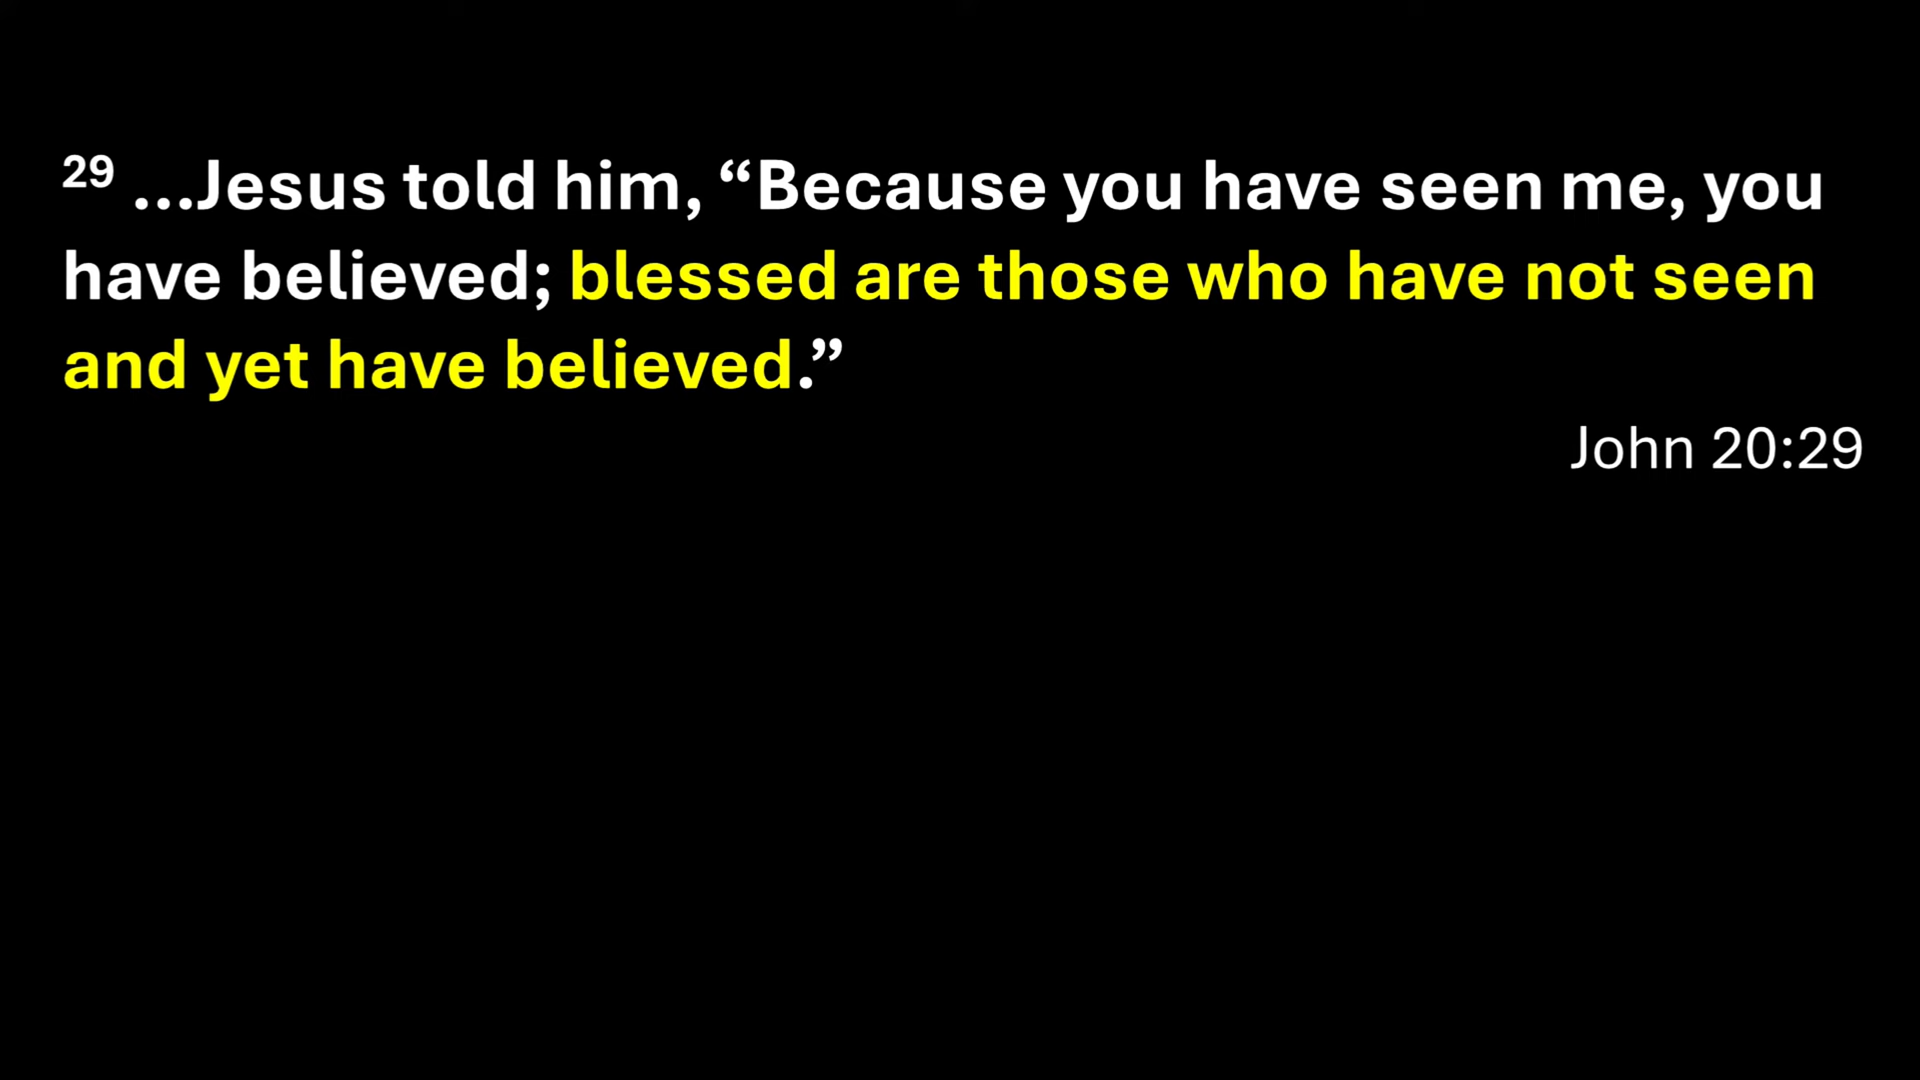 29 ...Jesus told him, “Because you have seen me, you
have believed; blessed are those who have not seen
and yet have believed.”
John 20:29